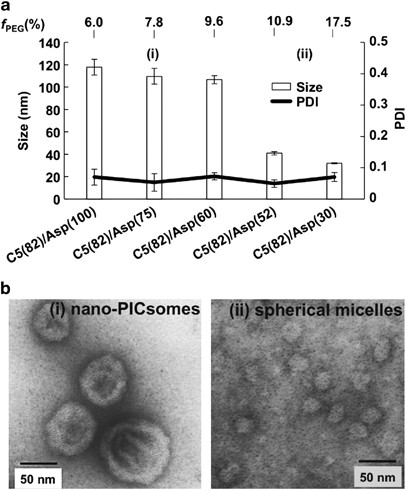 a
fPEG(%) 6.0 7.8 9.6 10.9 17.5
(i) (ii)
Size (nm)
140
120
100
80
60
40
20
0
Size
PDI
0.5
0.4
0.3
0.2
0.1
0
PDI
C5(82)/Asp(100)
C5(82)/Asp(75)
C5(82)/Asp(60)
C5(82)/Asp(52)
C5(82)/Asp(30)
b
(i) nano-PICsomes
50 nm
(ii) spherical micelles
50 nm